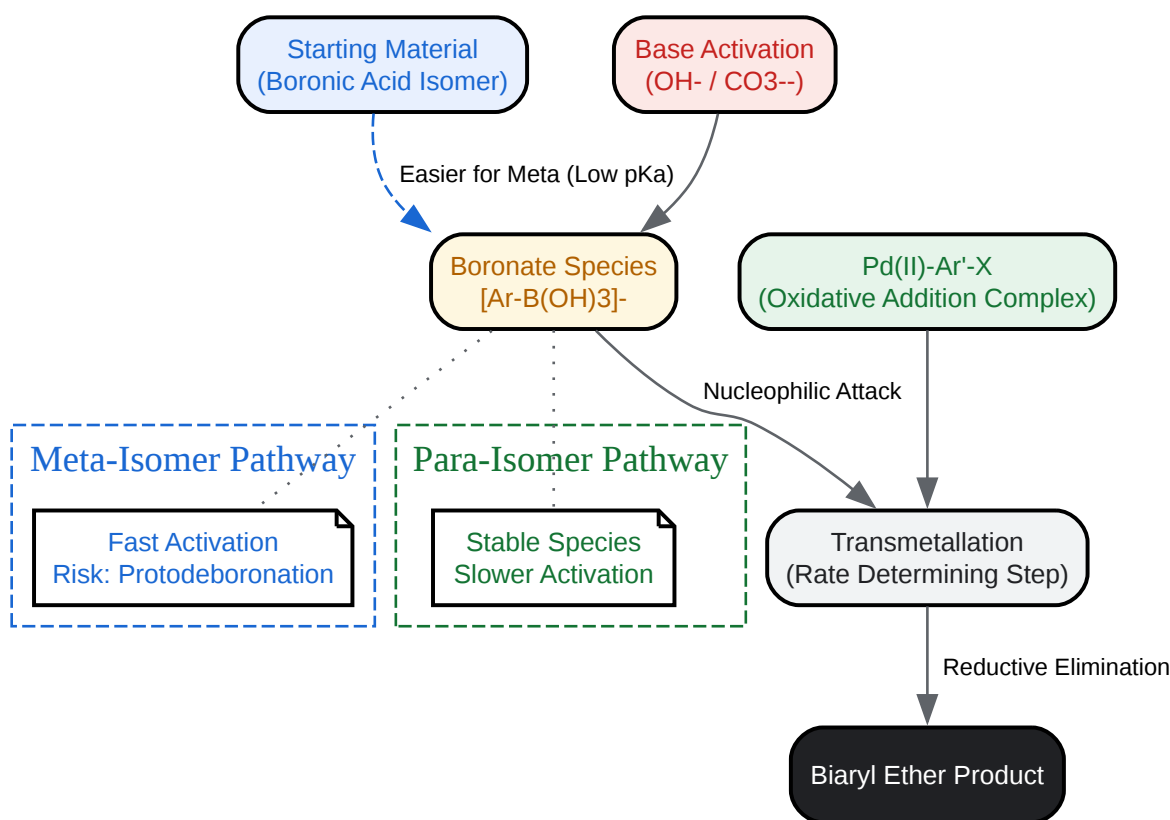 Starting Material
(Boronic Acid Isomer)
Base Activation
(OH- / CO3--)
Easier for Meta (Low pKa)
Boronate Species
[Ar-B(OH)3]-
Pd(II)-Ar'-X
(Oxidative Addition Complex)
Nucleophilic Attack
Meta-Isomer Pathway
Fast Activation
Risk: Protodeboronation
Para-Isomer Pathway
Stable Species
Slower Activation
Transmetallation
(Rate Determining Step)
Reductive Elimination
Biaryl Ether Product